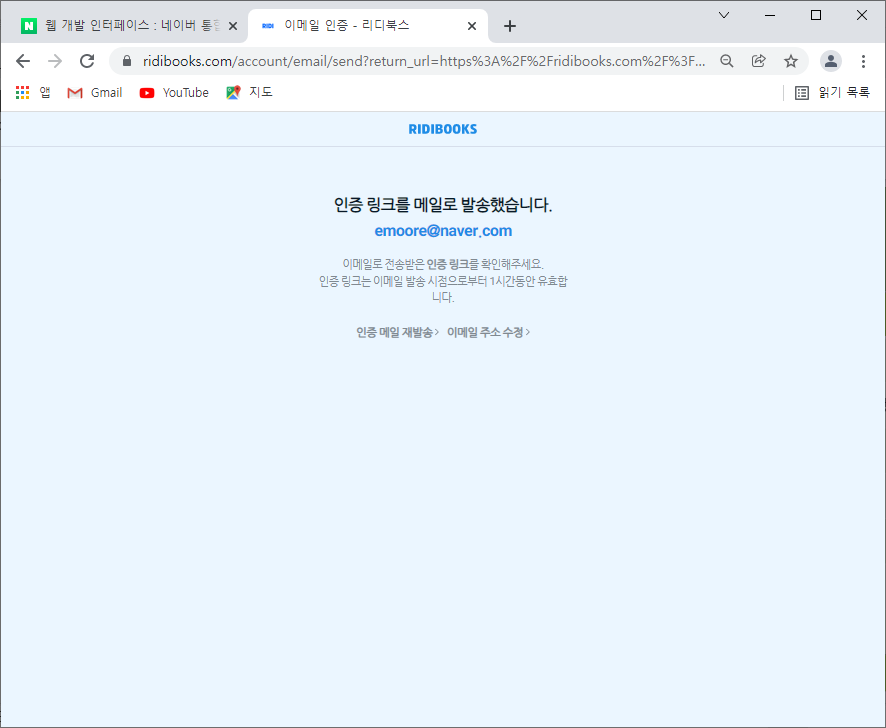 웹 개발 인터페이스 : 네이버 통합
이메일 인증 - 리디북스
ridibooks.com/account/email/send?return_url=https%3A%2F%2Fridibooks.com%2F%3F...
앱 Gmail YouTube 지도 읽기 목록
RIDIBOOKS
인증 링크를 메일로 발송했습니다.
emoore@naver.com
이메일로 전송받은 인증 링크를 확인해주세요.
인증 링크는 이메일 발송 시점으로부터 1시간동안 유효합
니다.
인증 메일 재발송 > 이메일 주소 수정 >